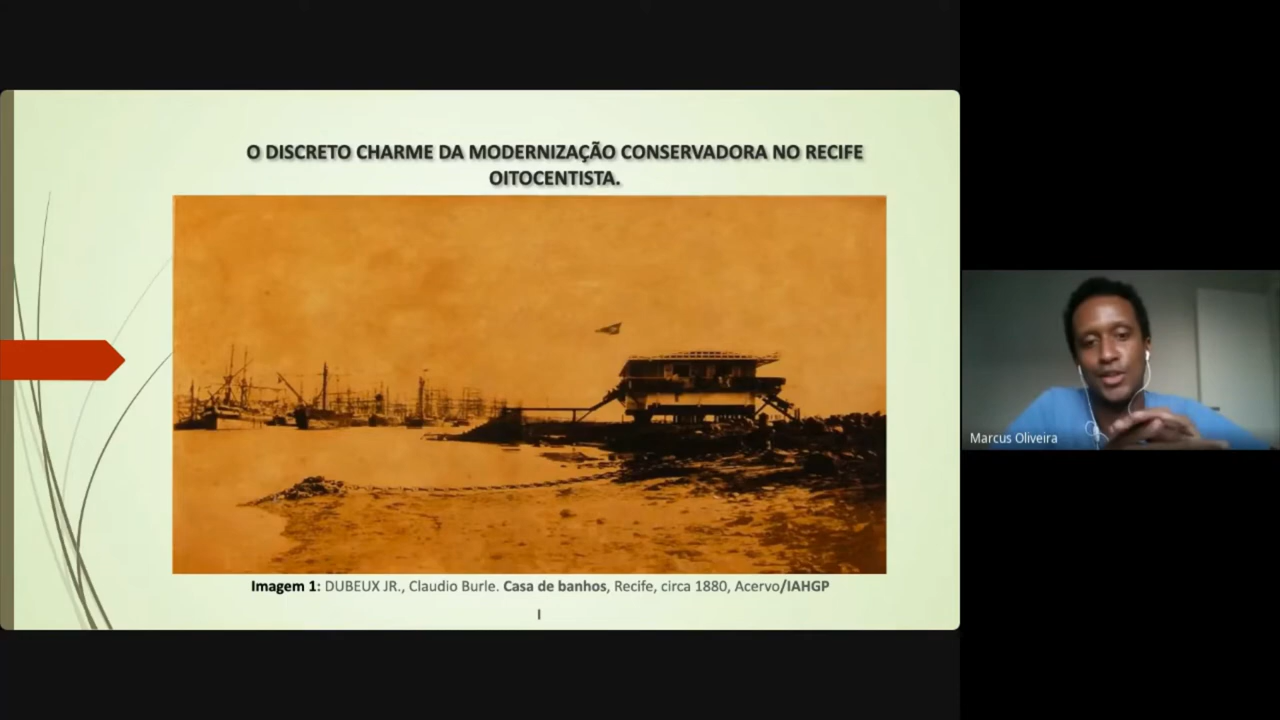 O DISCRETO CHARME DA MODERNIZAÇÃO CONSERVADORA NO RECIFE
OITOCENTISTA.
Imagem 1: DUBEUX JR., Claudio Burle. Casa de banhos, Recife, circa 1880, Acervo/IAHGP
I
Marcus Oliveira